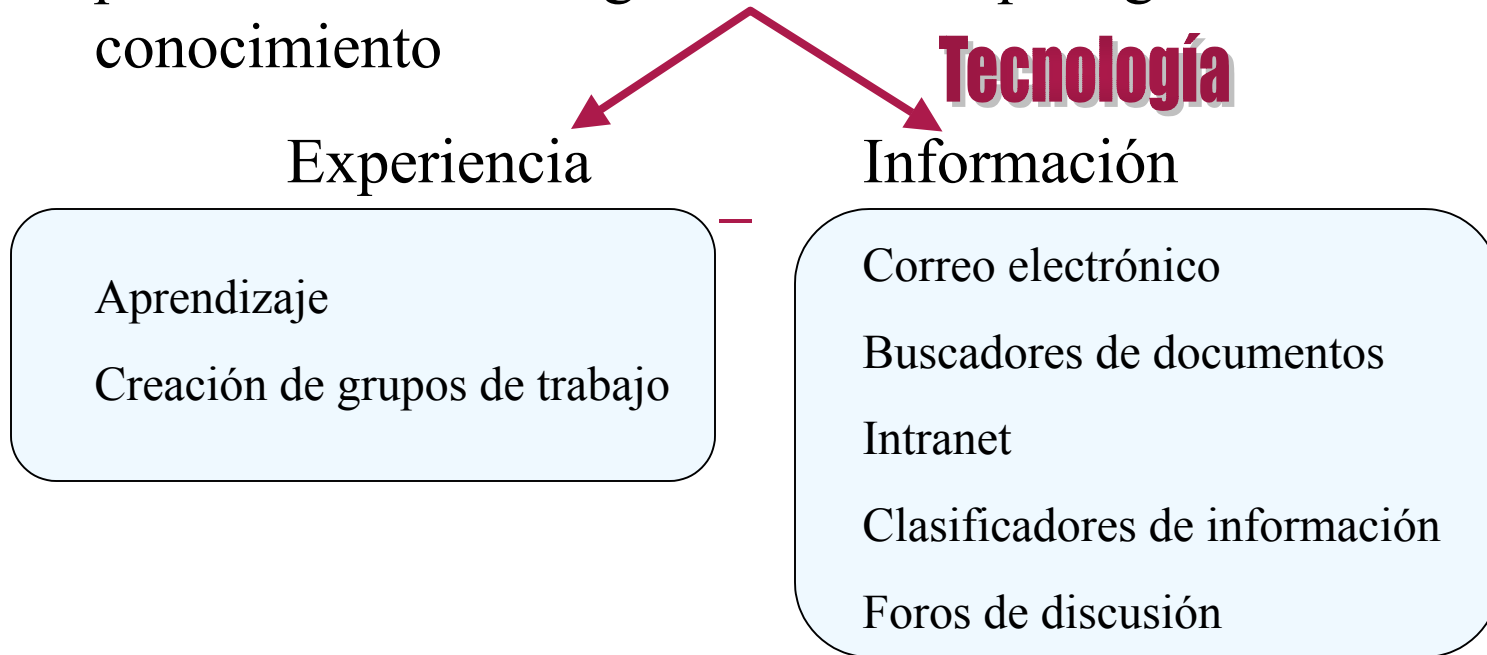 conocimiento
Tecnología
Experiencia
Información
Aprendizaje
Creación de grupos de trabajo
Correo electrónico
Buscadores de documentos
Intranet
Clasificadores de información
Foros de discusión